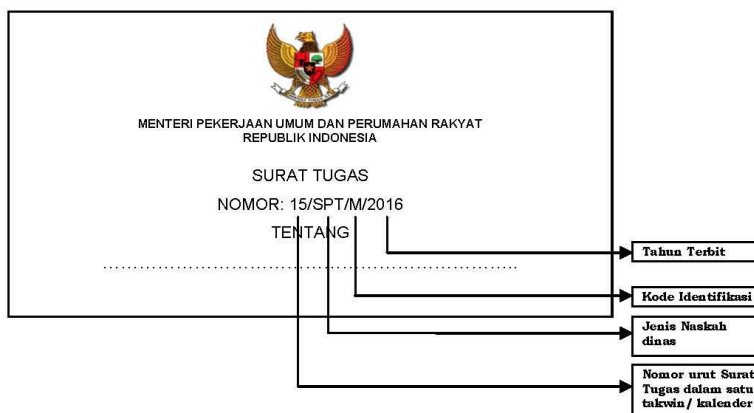 MENTERI PEKERJAAN UMUM DAN PERUMAHAN RAKYAT
REPUBLIK INDONESIA
SURAT TUGAS
NOMOR: 15/SPT/M/2016
TENTANG
........................................................................
Tahun Terbit
Kode Identifikasi
Jenis Naskah
dinas
Nomor urut Surat
Tugas dalam satu
takwin/ kalender